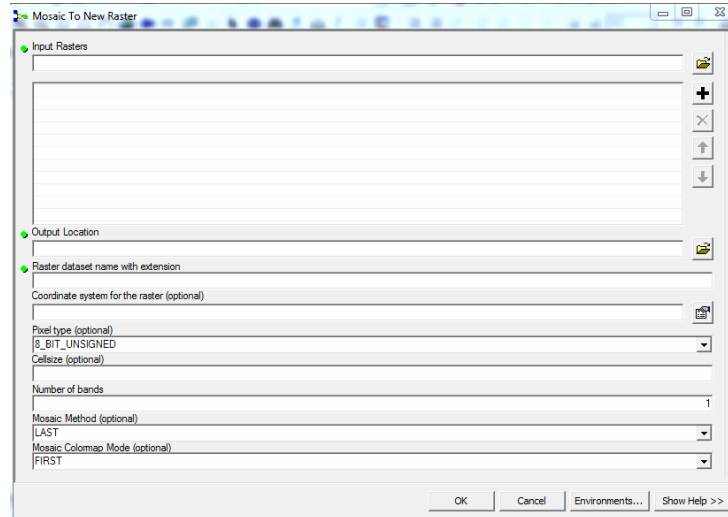 Mosaic To New Raster
Input Rasters
Output Location
Raster dataset name with extension
Coordinate system for the raster (optional)
Pixel type (optional)
8_BIT_UNSIGNED
Cellsize (optional)
Number of bands
1
Mosaic Method (optional)
LAST
Mosaic Colormap Mode (optional)
FIRST
OK Cancel Environments... Show Help >>